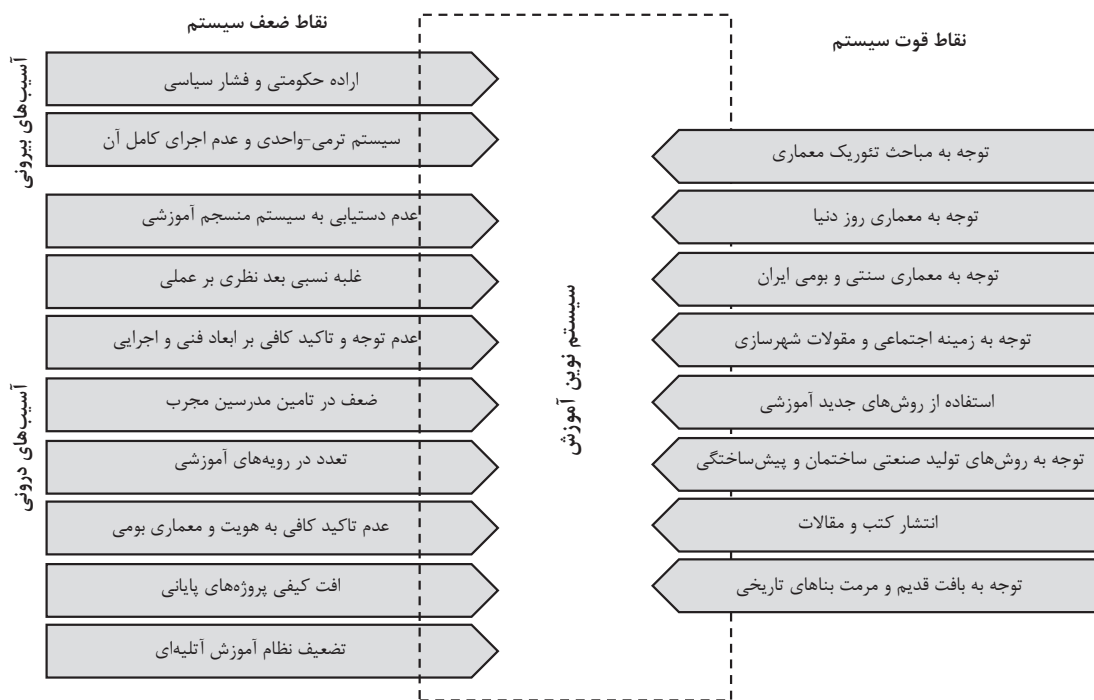 نقاط قوت سیستم
توجه به مباحث تئوریک معماری
توجه به معماری روز دنیا
توجه به معماری سنتی و بومی ایران
توجه به زمینه اجتماعی و مقولات شهرسازی
استفاده از روش‌های جدید آموزشی
توجه به روش‌های تولید صنعتی ساختمان و پیش‌ساختگی
انتشار کتب و مقالات
توجه به بافت قدیم و مرمت بناهای تاریخی
سیستم نوین آموزش
نقاط ضعف سیستم
اراده حکومتی و فشار سیاسی
سیستم ترمی-واحدی و عدم اجرای کامل آن
عدم دستیابی به سیستم منسجم آموزشی
غلبه نسبی بعد نظری بر عملی
عدم توجه و تاکید کافی بر ابعاد فنی و اجرایی
ضعف در تامین مدرسین مجرب
تعدد در رویه‌های آموزشی
عدم تاکید کافی به هویت و معماری بومی
افت کیفی پروژه‌های پایانی
تضعیف نظام آموزش آتلیه‌ای
آسیب‌های بیرونی
آسیب‌های درونی